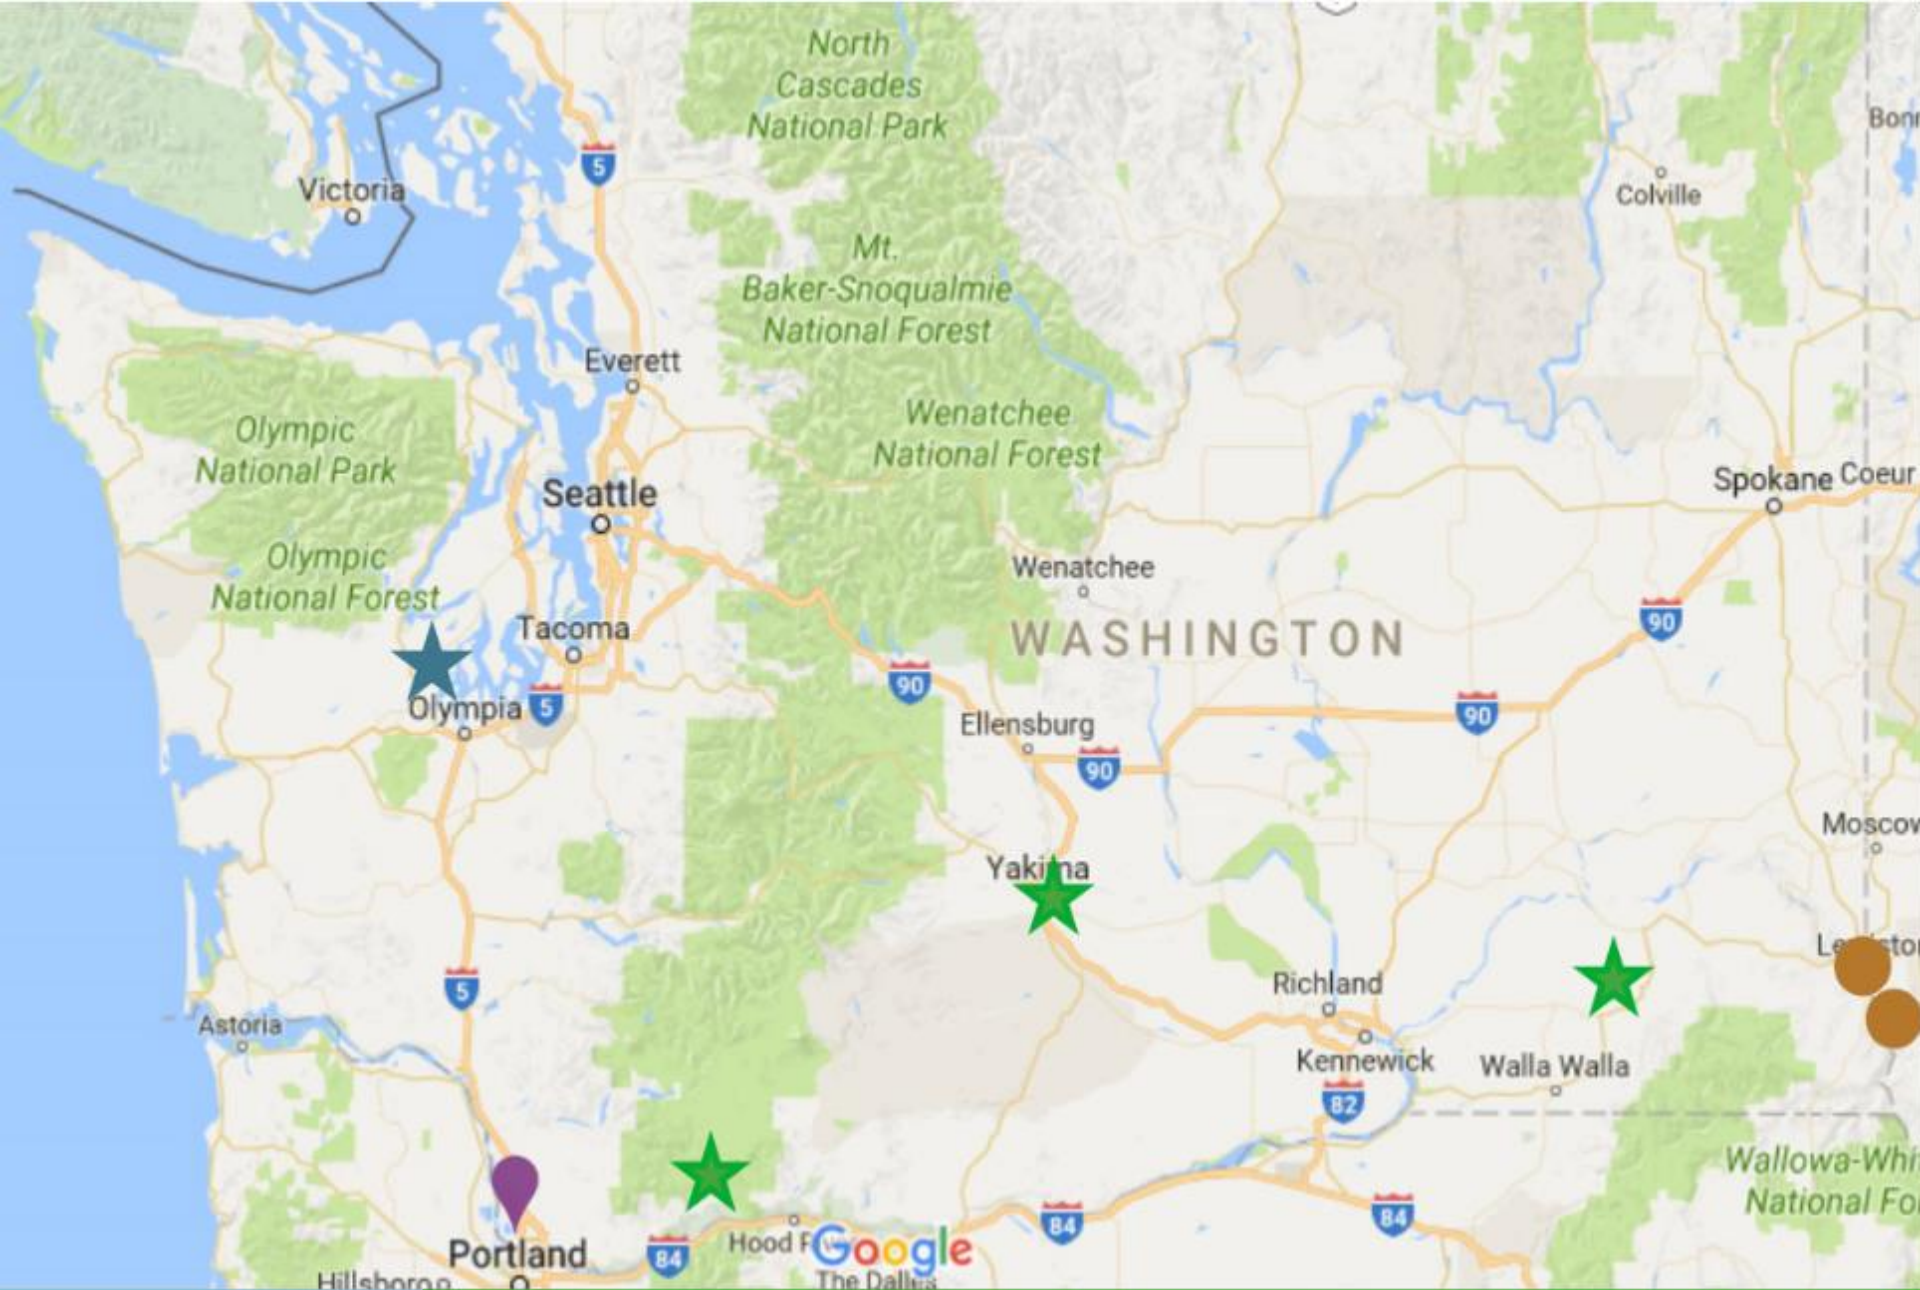 North
Cascades
National Park
5
Bonn
Victoria
Colville
Mt.
Baker-Snoqualmie
National Forest
Everett
Olympic
National Park
Wenatchee
National Forest
Seattle
Spokane
Coeur
Olympic
National Forest
Wenatchee
Tacoma
WASHINGTON
90
90
Olympia
5
90
Ellensburg
90
Moscow
Richland
5
Astoria
Kennewick
Walla Walla
82
Wallowa-Whi
National Fo
84
84
Portland
84
Google
Hillsboro
The Dalles